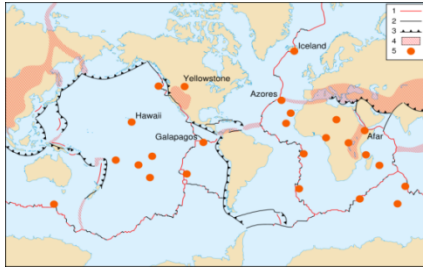 1
2
3
4
5
Iceland
Yellowstone
Azores
Hawaii
Galapagos
Afar